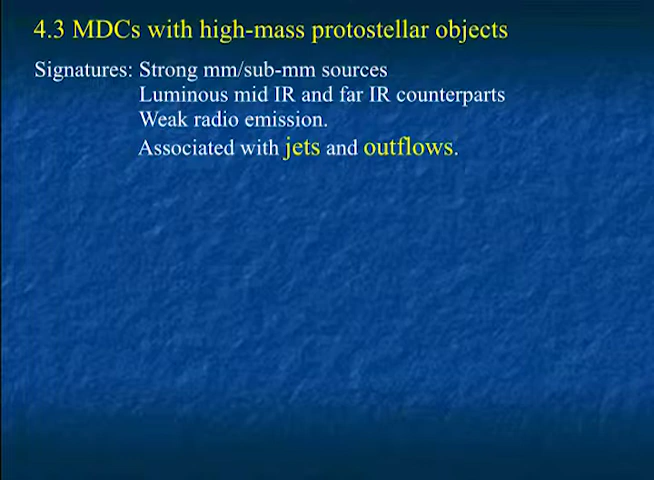 4.3 MDCs with high-mass protostellar objects
Signatures: Strong mm/sub-mm sources
Luminous mid IR and far IR counterparts
Weak radio emission.
Associated with jets and outflows.